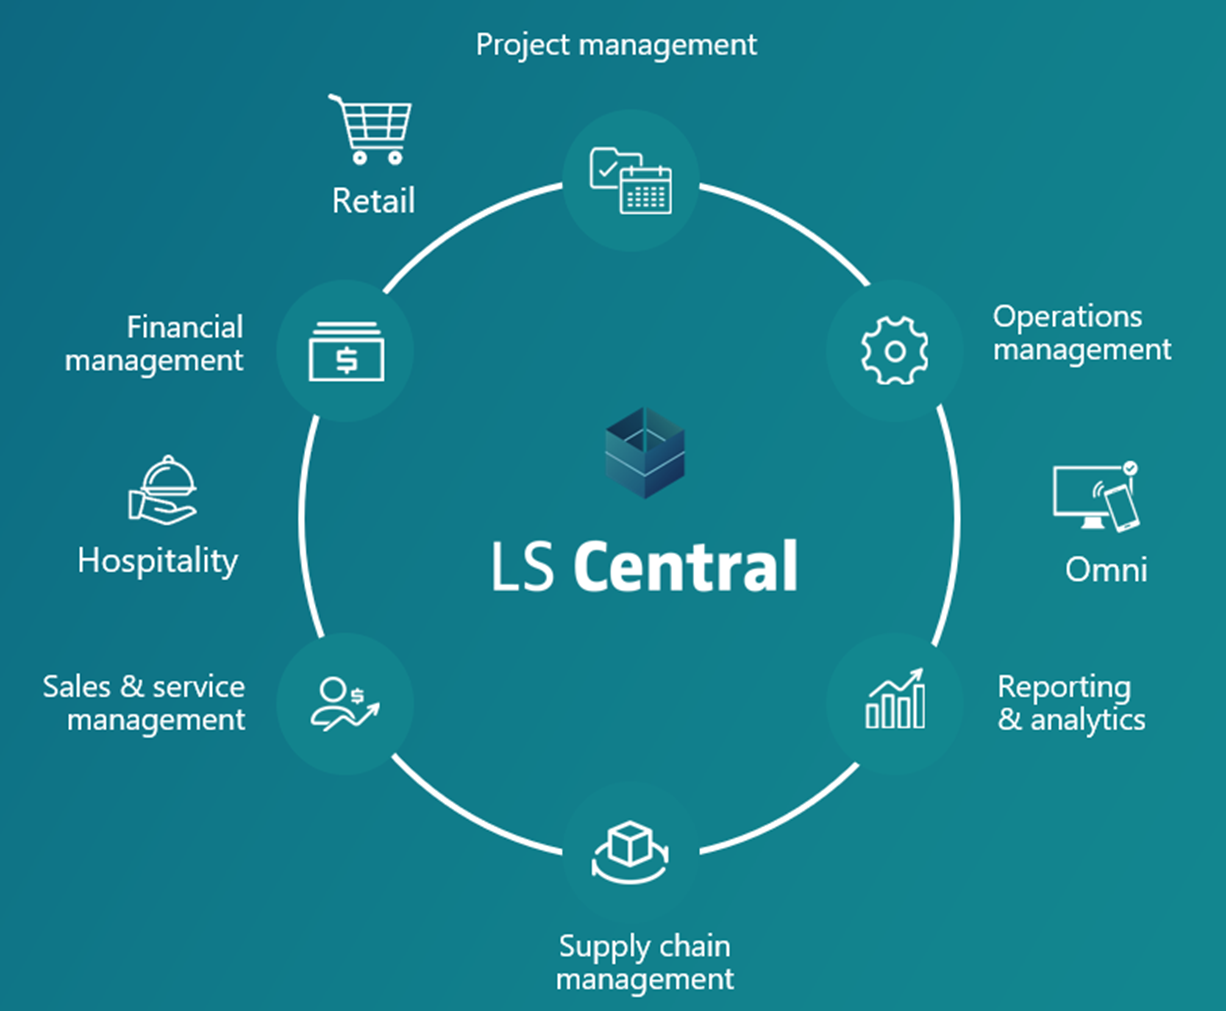 Project management
Retail
Financial
management
Operations
management
Hospitality
LS Central
Omni
Sales & service
management
Reporting
& analytics
Supply chain
management